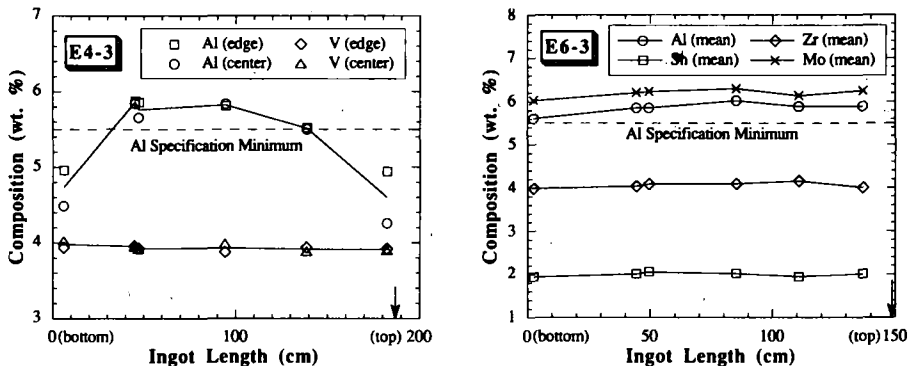 E4-3
Al (edge)
V (edge)
Al (center)
V (center)
Al Specification Minimum
Composition (wt. %)
7
6
5
4
3
0 (bottom)
100
(top) 200
Ingot Length (cm)
E6-3
Al (mean)
Zr (mean)
(mean)
Mo (mean)
Al Specification Minimum
Composition (wt. %)
8
7
6
5
4
3
2
1
0 (bottom)
50
100
(top) 150
Ingot Length (cm)